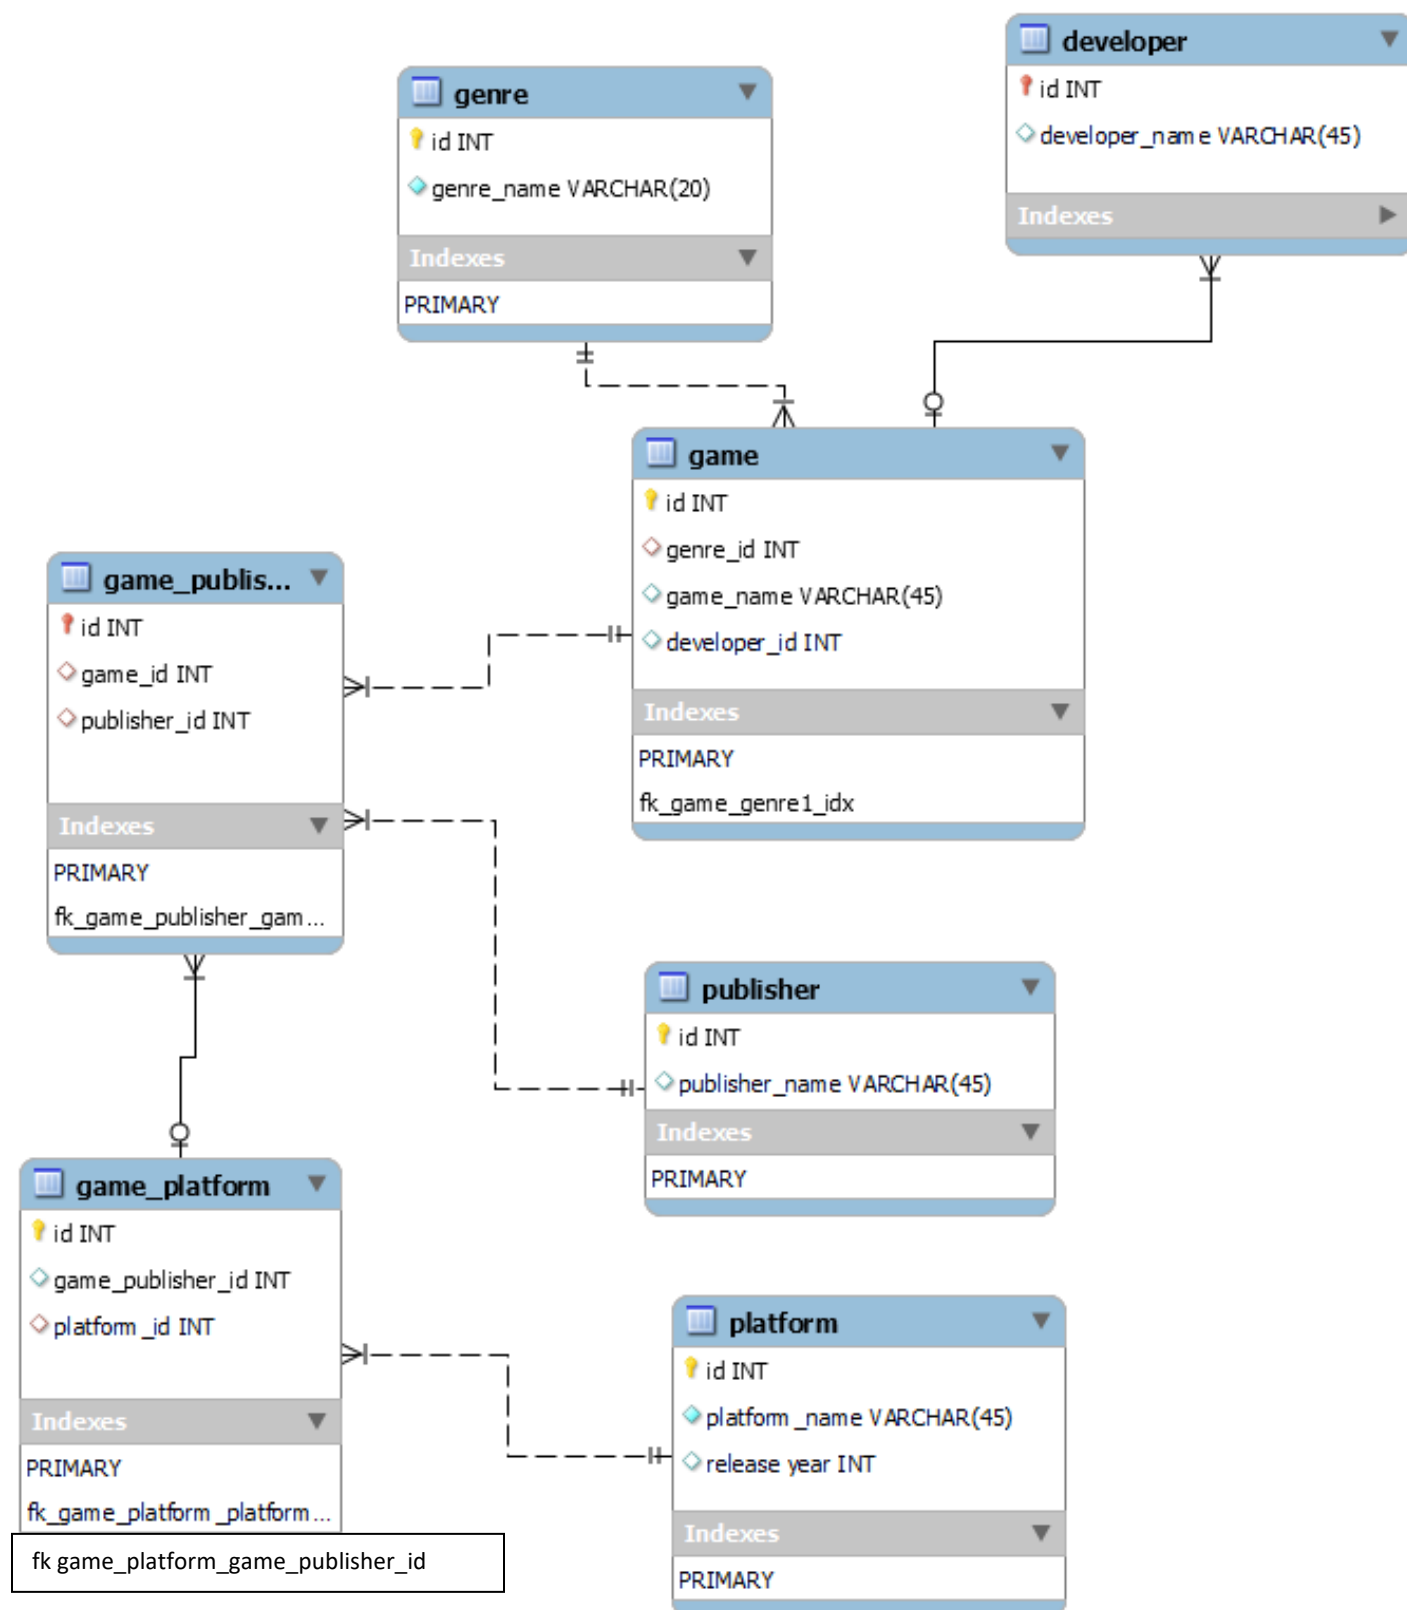 developer
id INT
developer_name VARCHAR(45)
Indexes
genre
id INT
genre_name VARCHAR(20)
Indexes
PRIMARY
game
id INT
genre_id INT
game_name VARCHAR(45)
developer_id INT
Indexes
PRIMARY
fk_game_genre1_idx
game_publis...
id INT
game_id INT
publisher_id INT
Indexes
PRIMARY
fk_game_publisher_gam...
publisher
id INT
publisher_name VARCHAR(45)
Indexes
PRIMARY
game_platform
id INT
game_publisher_id INT
platform_id INT
Indexes
PRIMARY
fk_game_platform_platform...
fk game_platform_game_publisher_id
platform
id INT
platform_name VARCHAR(45)
release year INT
Indexes
PRIMARY